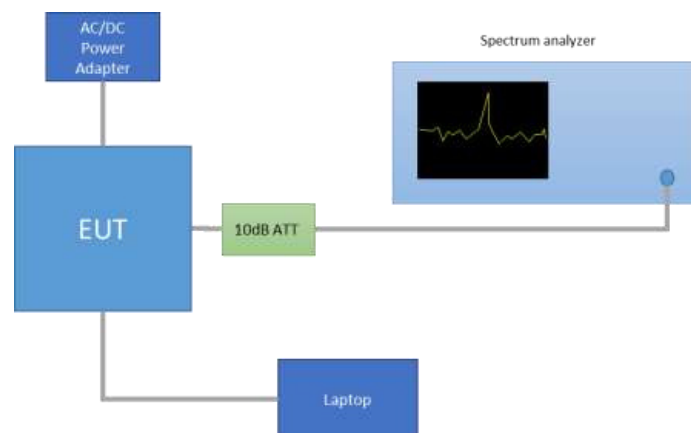 AC/DC
Power
Adapter
Spectrum analyzer
EUT
10dB ATT
Laptop